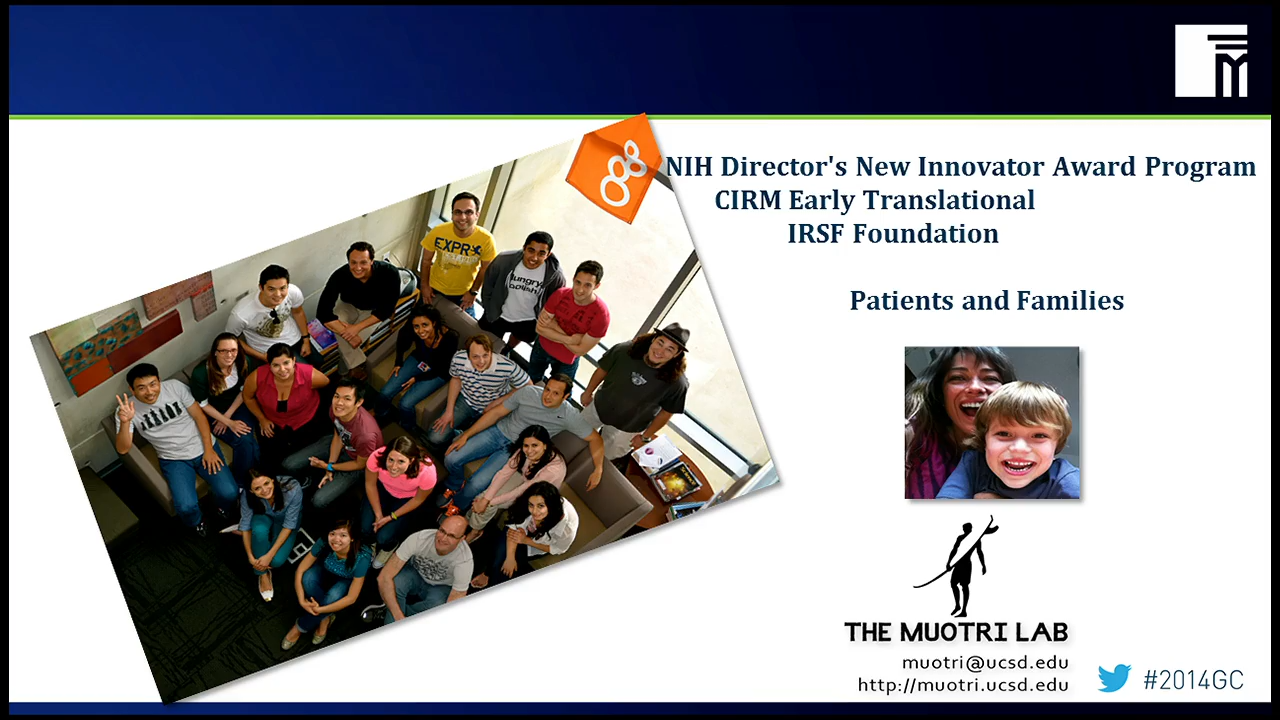 NIH Director's New Innovator Award Program
CIRM Early Translational
IRSF Foundation
Patients and Families
EXPR
hungry
foolish
THE MUOTRI LAB
muotri@ucsd.edu
http://muotri.ucsd.edu
#2014GC